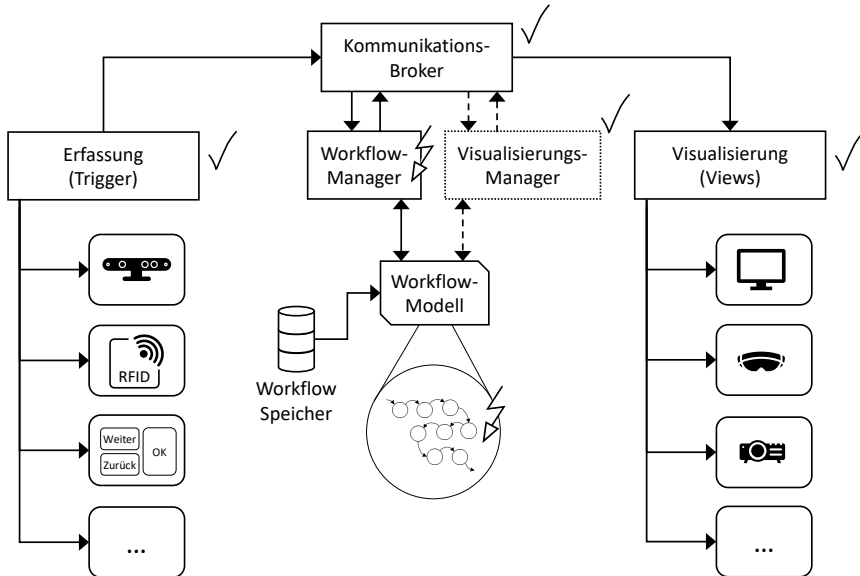 Kommunikations-
Broker
Erfassung
(Trigger)
Workflow-
Manager
Visualisierungs-
Manager
Visualisierung
(Views)
Workflow-
Modell
RFID
Workflow
Speicher
Weiter
Zurück
OK
...
...